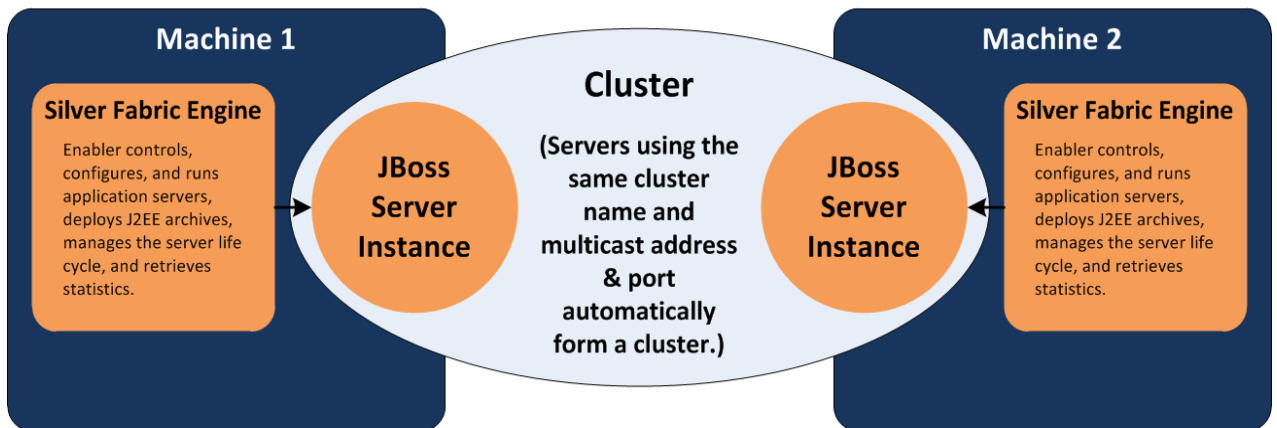 Machine 1
Silver Fabric Engine
Enabler controls,
configures, and runs
application servers,
deploys J2EE archives,
manages the server life
cycle, and retrieves
statistics.
JBoss
Server
Instance
Cluster
(Servers using the
same cluster
name and
multicast address
& port
automatically
form a cluster.)
JBoss
Server
Instance
Machine 2
Silver Fabric Engine
Enabler controls,
configures, and runs
application servers,
deploys J2EE archives,
manages the server life
cycle, and retrieves
statistics.